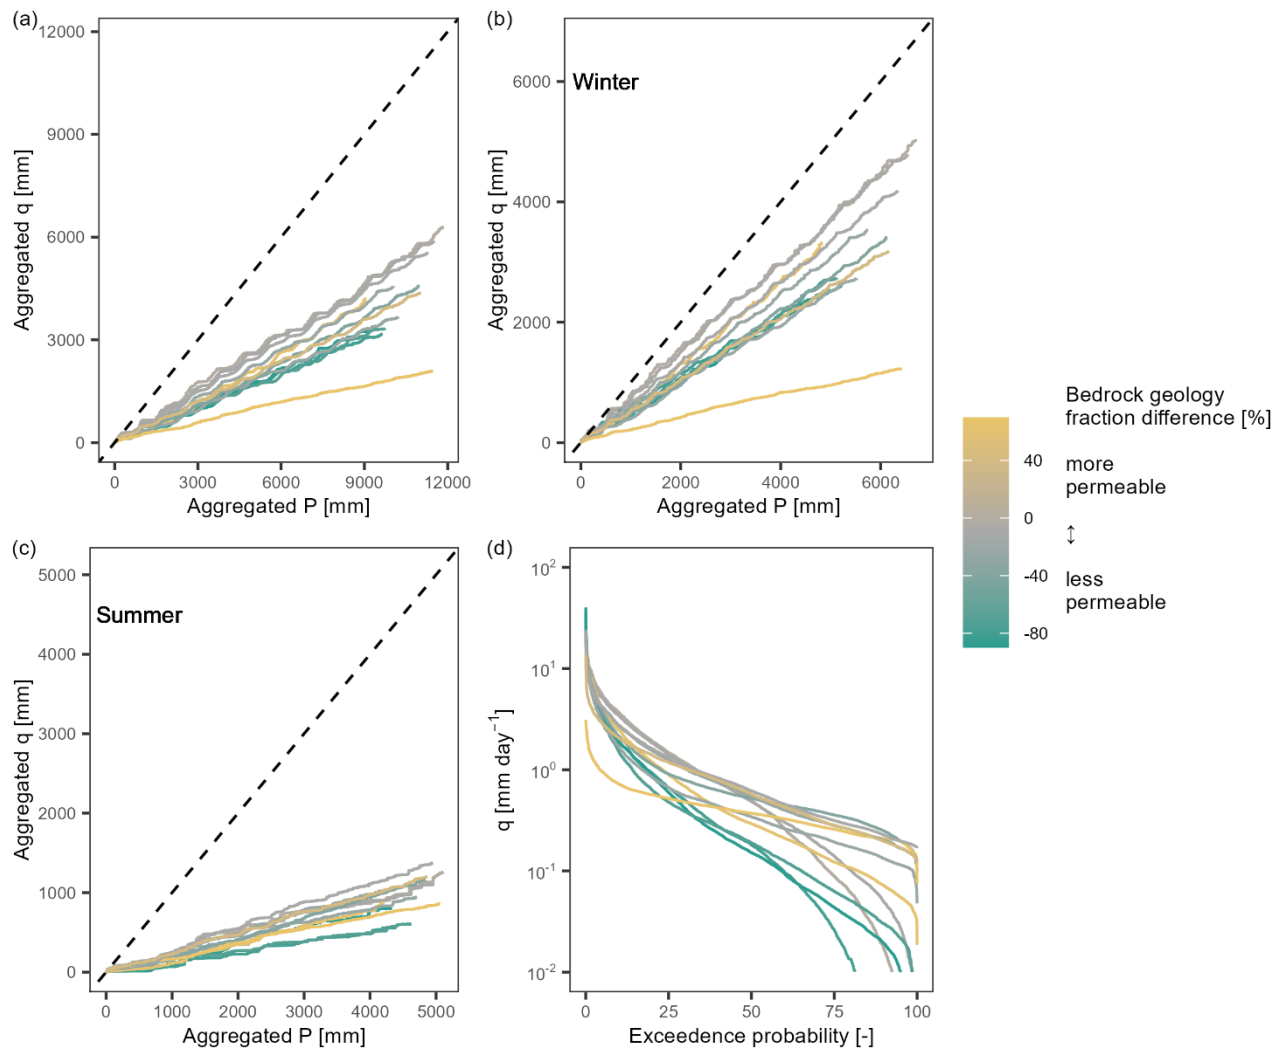 (a)
12000
9000
6000
3000
0
Aggregated q [mm]
0 3000 6000 9000 12000
Aggregated P [mm]
(b)
Winter
6000
4000
2000
0
Aggregated q [mm]
0 2000 4000 6000
Aggregated P [mm]
(c)
Summer
5000
4000
3000
2000
1000
0
Aggregated q [mm]
0 1000 2000 3000 4000 5000
Aggregated P [mm]
(d)
10²
10¹
10⁰
10⁻¹
10⁻²
q [mm day⁻¹]
0 25 50 75 100
Exceedence probability [-]
Bedrock geology
fraction difference [%]
40
0
-40
-80
more
permeable
↕
less
permeable